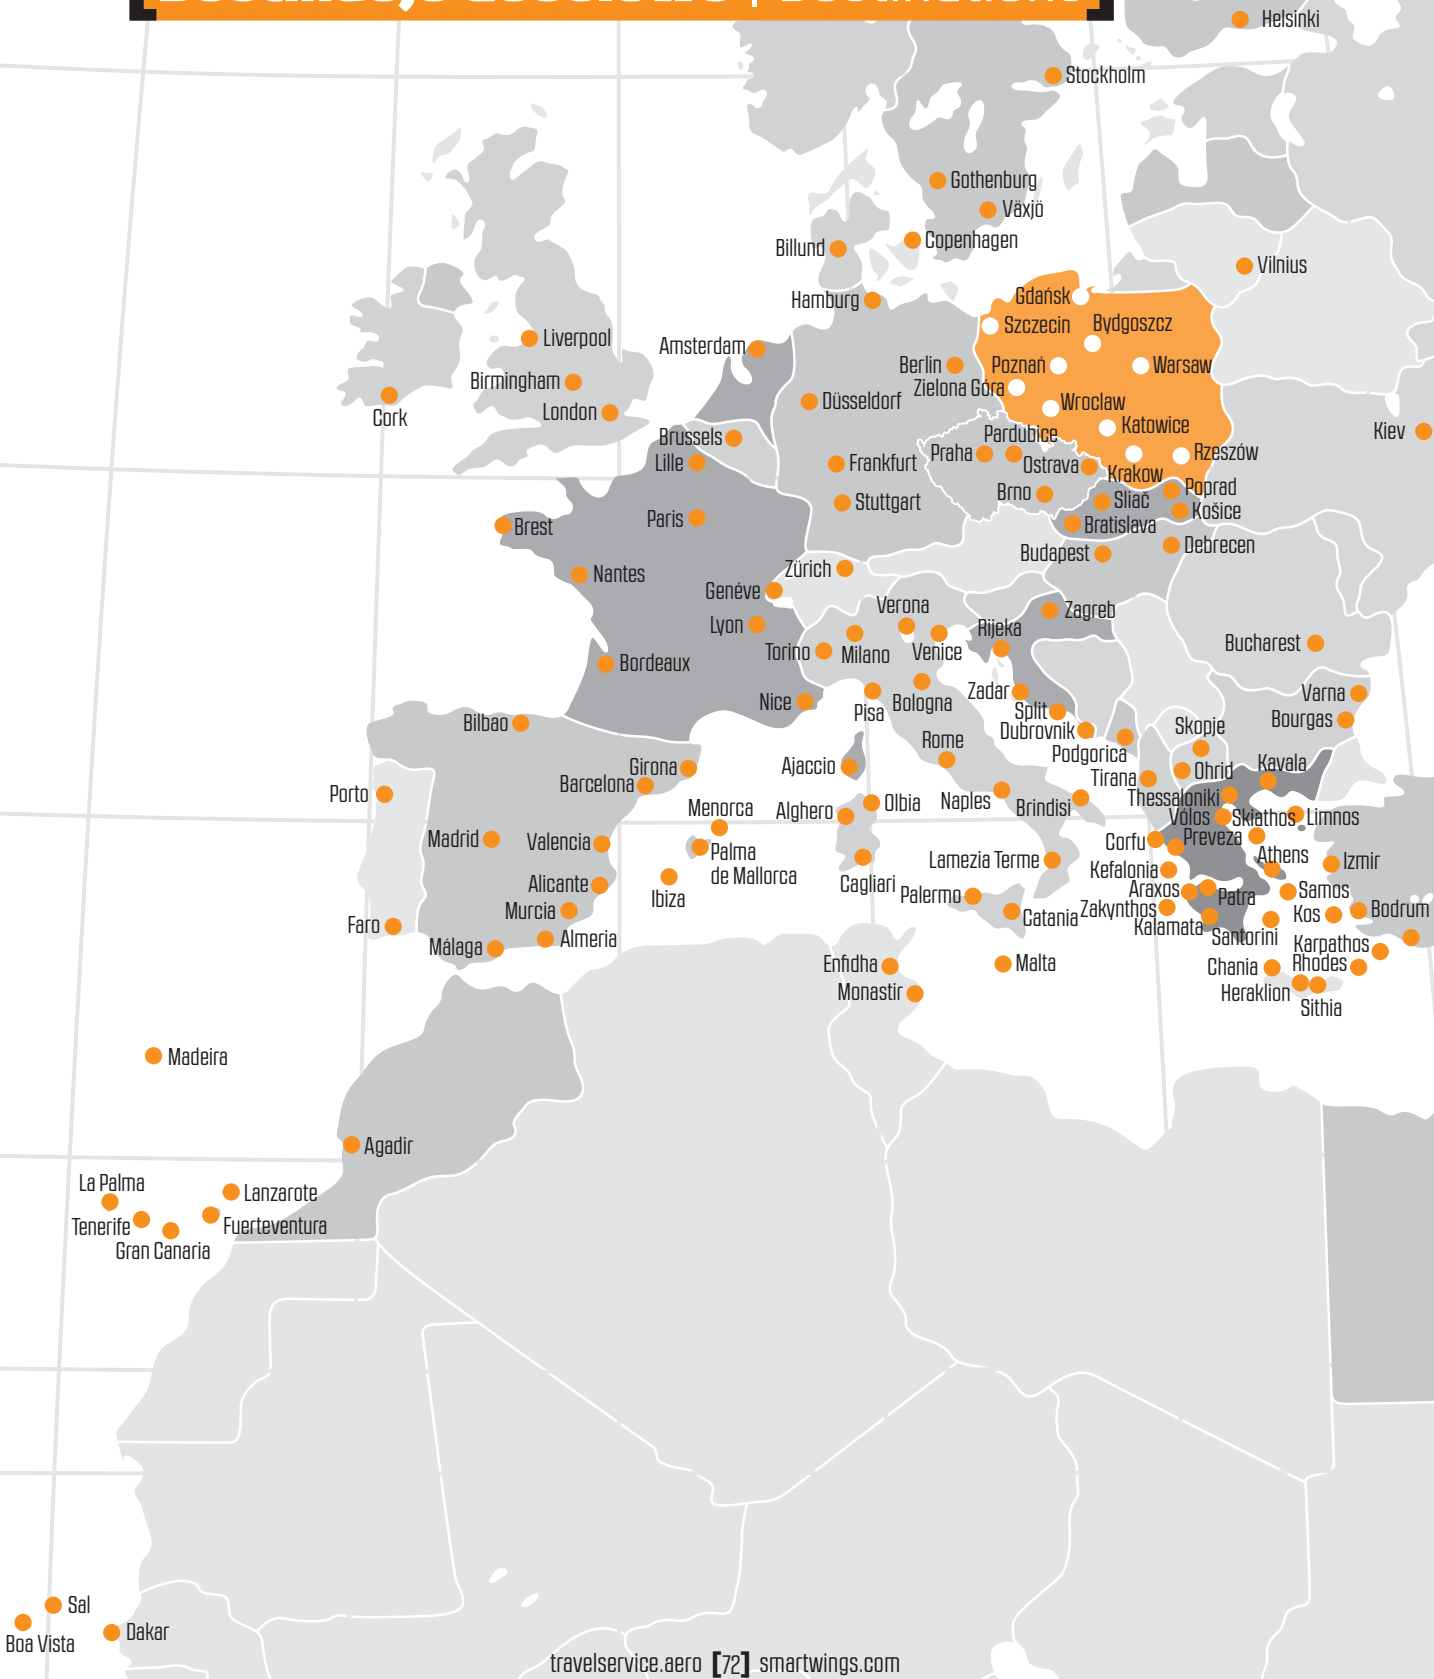 Destinations
Helsinki
Stockholm
Gothenburg
Växjö
Copenhagen
Billund
Vilnius
Hamburg
Gdańsk
Szczecin
Bydgoszcz
Liverpool
Amsterdam
Berlin
Poznań
Warsaw
Birmingham
Zielona Góra
London
Cork
Düsseldorf
Wroclaw
Katowice
Kiev
Brussels
Pardubice
Lille
Frankfurt
Praha
Ostrava
Krakow
Rzeszów
Brno
Poprad
Stuttgart
Sliač
Košice
Brest
Paris
Bratislava
Budapest
Debrecen
Nantes
Zürich
Genéve
Verona
Zagreb
Lyon
Rijeka
Torino
Milano
Venice
Bucharest
Bordeaux
Nice
Pisa
Bologna
Zadar
Varna
Split
Bourgas
Bilbao
Dubrovnik
Skopje
Rome
Podgorica
Girona
Ajaccio
Kavala
Barcelona
Tirana
Ohrid
Porto
Menorca
Alghero
Olbia
Naples
Brindisi
Thessaloniki
Vólos
Skiathos
Limnos
Madrid
Valencia
Palma
de Mallorca
Corfu
Preveza
Athens
Lamezia Terme
Izmir
Kefalonia
Alicante
Ibiza
Cagliari
Palermo
Araxos
Patra
Samos
Murcia
Catania
Zakynthos
Kos
Bodrum
Faro
Kalamata
Málaga
Almeria
Santorini
Karpathos
Enfidha
Malta
Chania
Rhodes
Monastir
Heraklion
Sithia
Madeira
Agadir
La Palma
Lanzarote
Tenerife
Fuerteventura
Gran Canaria
Sal
Boa Vista
Dakar
travelservice.aero [72] smartwings.com